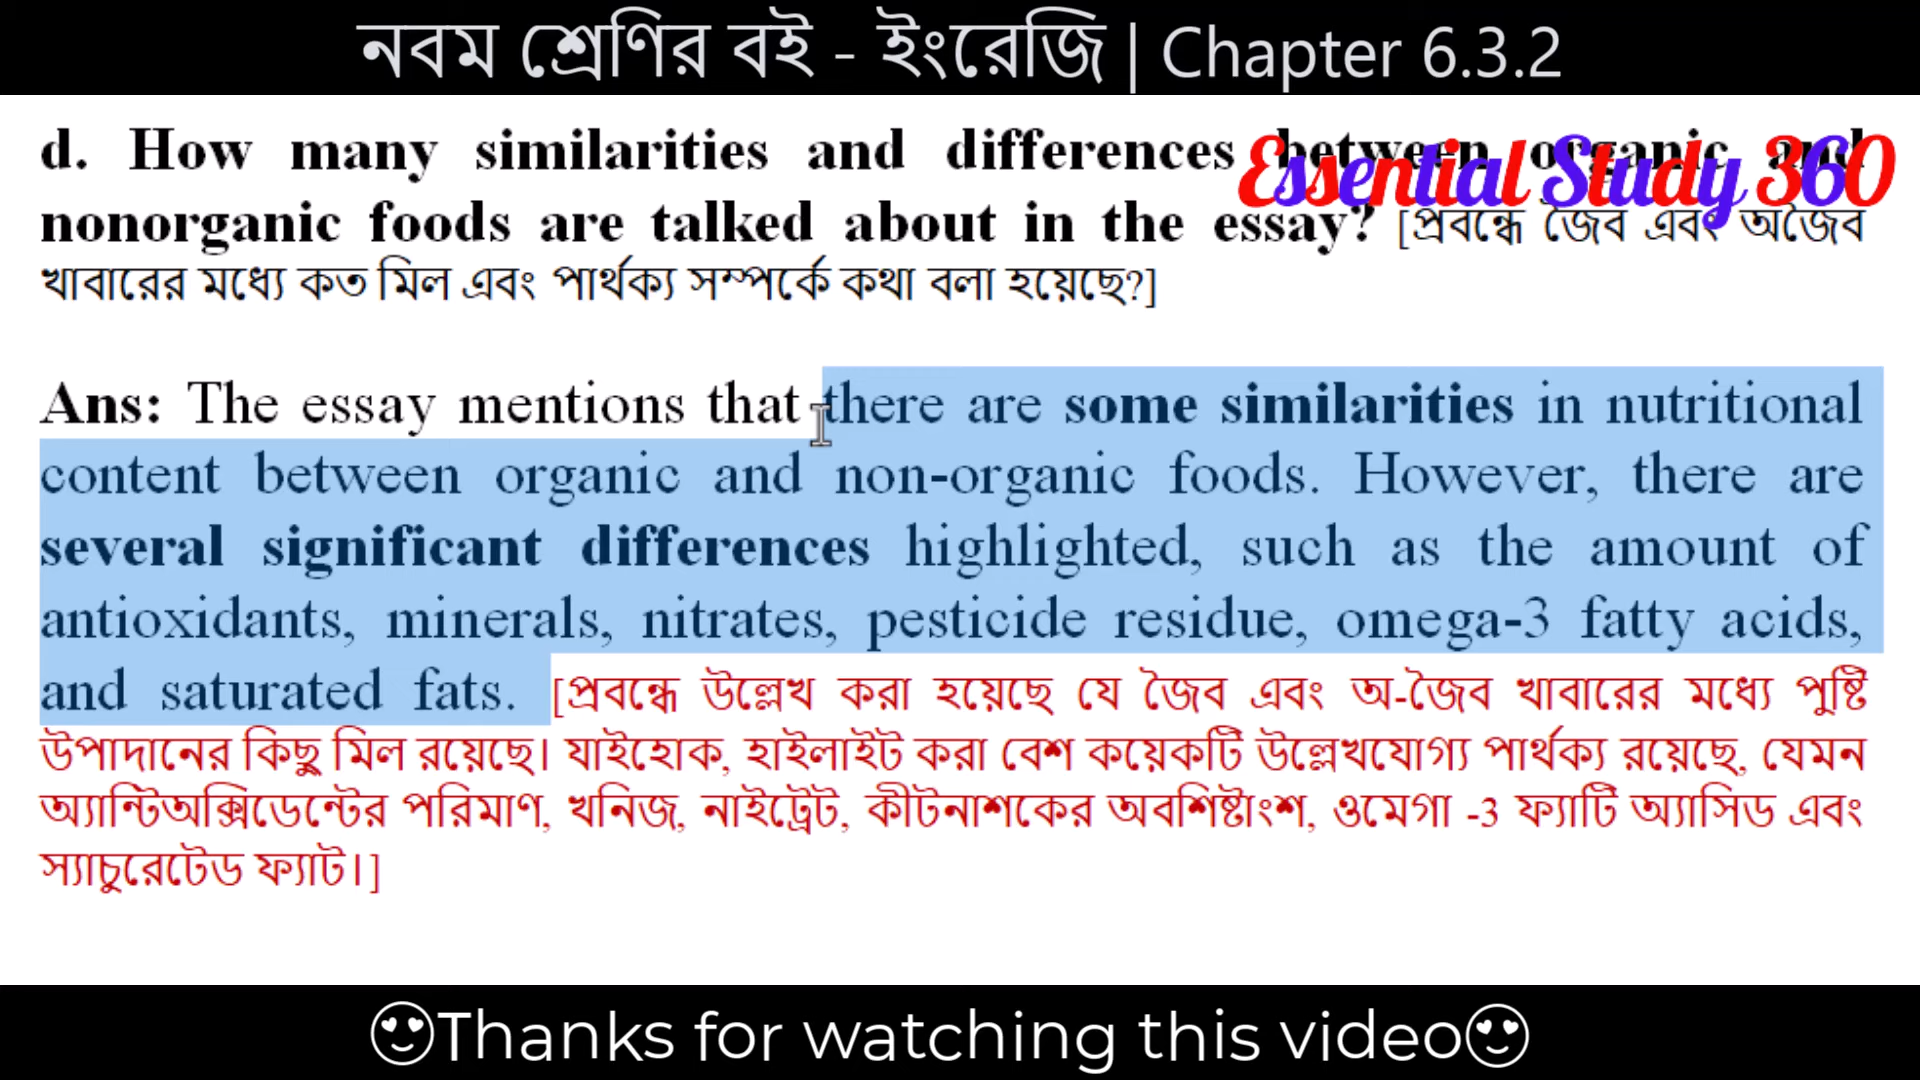 নবম শ্রেণির বই - ইংরেজি | Chapter 6.3.2
d. How many similarities and differences between organic and
Essential Study 360
nonorganic foods are talked about in the essay? [প্রবন্ধে জৈব এবং অজৈব
খাবারের মধ্যে কত মিল এবং পার্থক্য সম্পর্কে কথা বলা হয়েছে?]
Ans: The essay mentions that there are some similarities in nutritional
content between organic and non-organic foods. However, there are
several significant differences highlighted, such as the amount of
antioxidants, minerals, nitrates, pesticide residue, omega-3 fatty acids,
and saturated fats. [প্রবন্ধে উল্লেখ করা হয়েছে যে জৈব এবং অ-জৈব খাবারের মধ্যে পুষ্টি
উপাদানের কিছু মিল রয়েছে। যাইহোক, হাইলাইট করা বেশ কয়েকটি উল্লেখযোগ্য পার্থক্য রয়েছে, যেমন
অ্যান্টিঅক্সিডেন্টের পরিমাণ, খনিজ, নাইট্রেট, কীটনাশকের অবশিষ্টাংশ, ওমেগা -3 ফ্যাটি অ্যাসিড এবং
স্যাচুরেটেড ফ্যাট।]
Thanks for watching this video